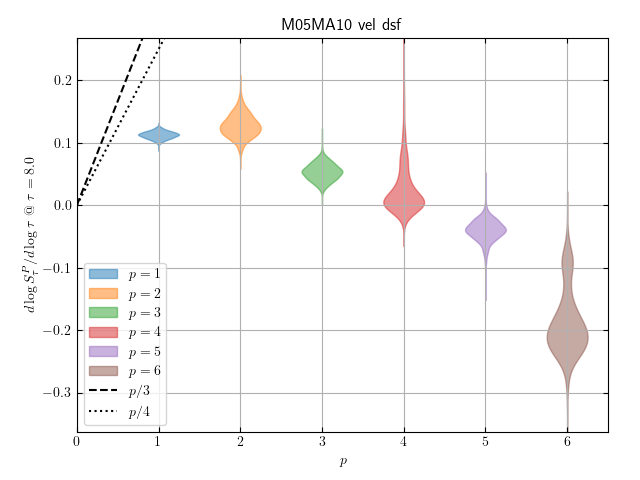 M05MA10 vel dsf
d log S_τ^P / d log τ @ τ = 8.0
0.2
0.1
0.0
−0.1
−0.2
−0.3
p = 1
p = 2
p = 3
p = 4
p = 5
p = 6
p/3
p/4
0 1 2 3 4 5 6
p